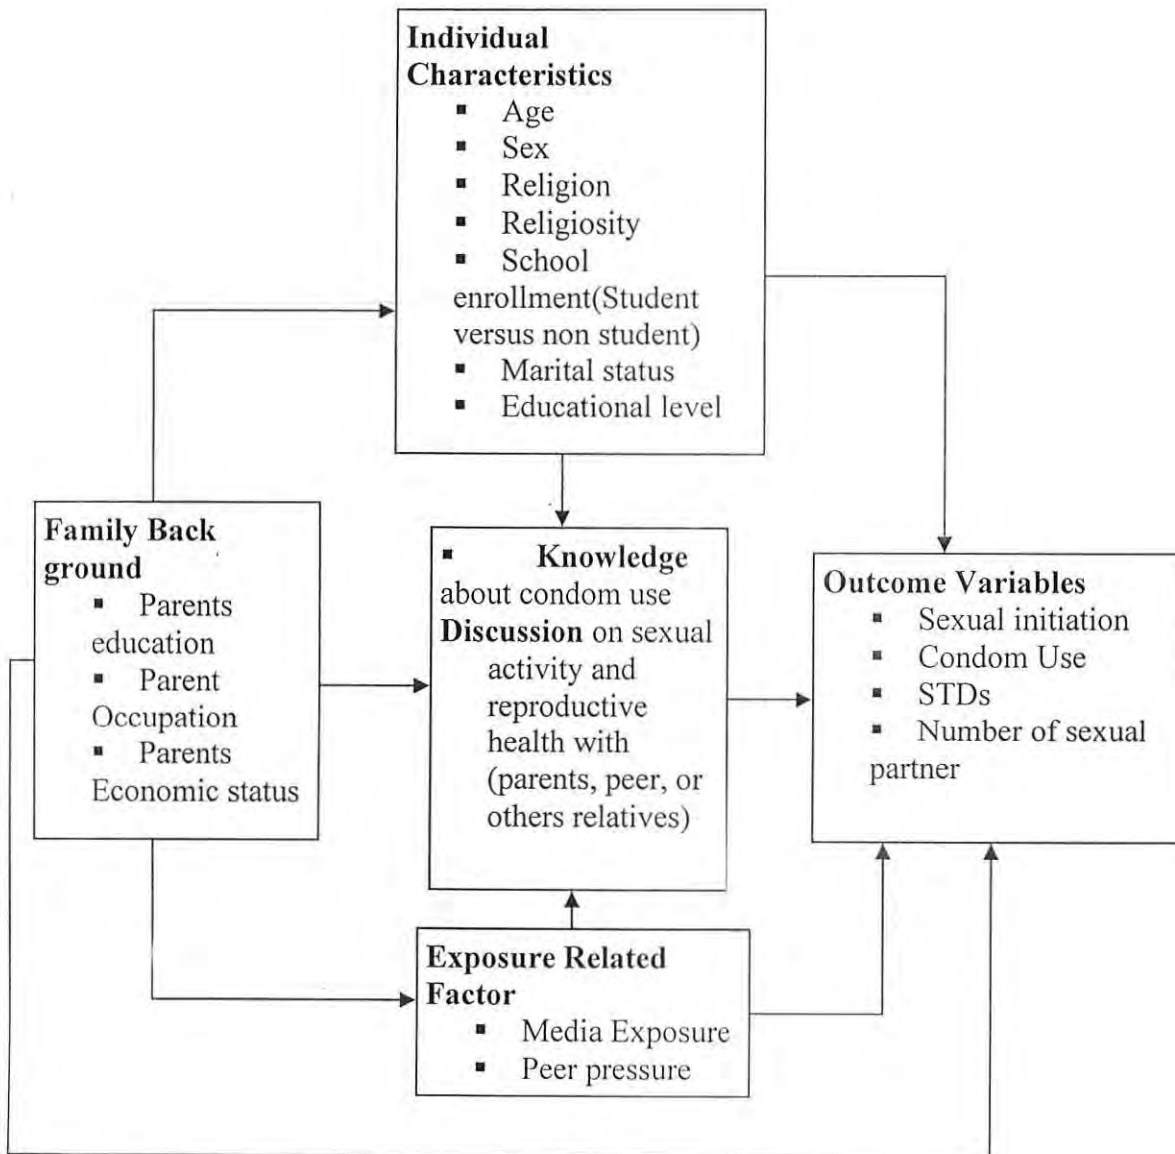 Individual
Characteristics
▪ Age
▪ Sex
▪ Religion
▪ Religiosity
▪ School
enrollment(Student
versus non student)
▪ Marital status
▪ Educational level
Family Back
ground
▪ Parents
education
▪ Parent
Occupation
▪ Parents
Economic status
▪ Knowledge
about condom use
Discussion on sexual
activity and
reproductive
health with
(parents, peer, or
others relatives)
Outcome Variables
▪ Sexual initiation
▪ Condom Use
▪ STDs
▪ Number of sexual
partner
Exposure Related
Factor
▪ Media Exposure
▪ Peer pressure